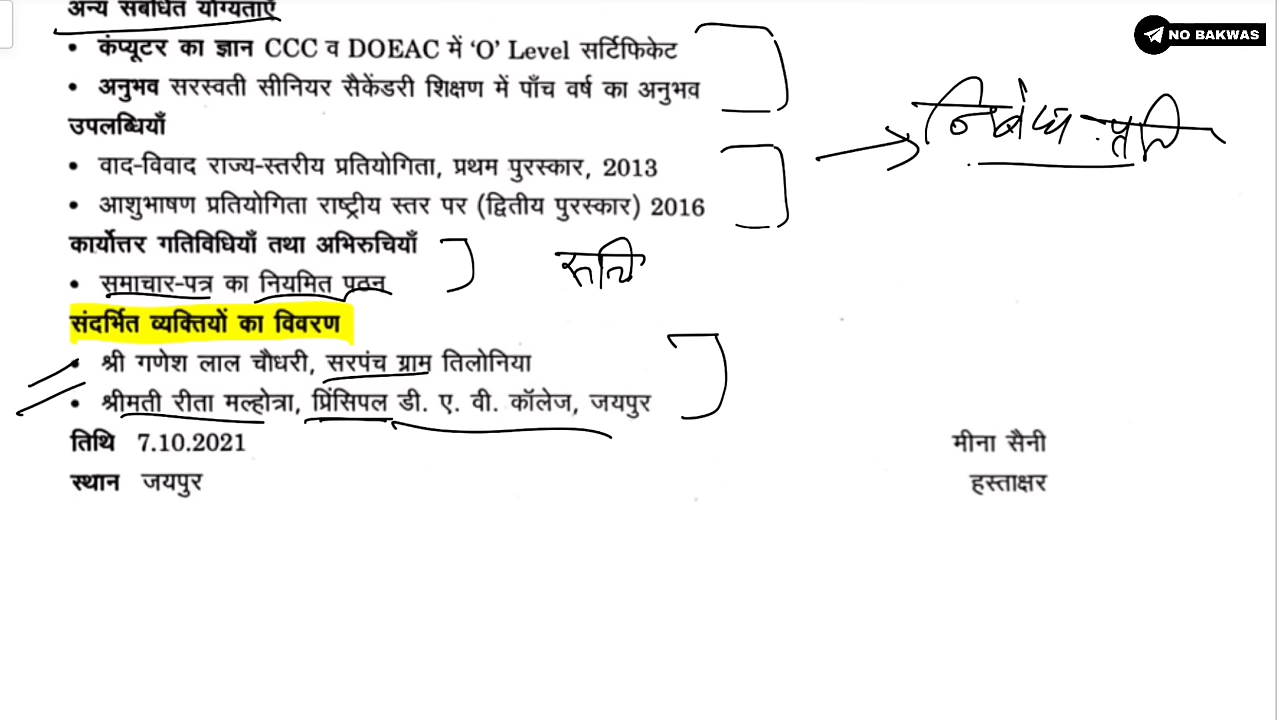 अन्य संबंधित योग्यताएँ
NO BAKWAS
• कंप्यूटर का ज्ञान CCC व DOEAC में ‘O’ Level सर्टिफिकेट
• अनुभव सरस्वती सीनियर सैकेंडरी शिक्षण में पाँच वर्ष का अनुभव
उपलब्धियाँ
निबंध
• वाद-विवाद राज्य-स्तरीय प्रतियोगिता, प्रथम पुरस्कार, 2013
• आशुभाषण प्रतियोगिता राष्ट्रीय स्तर पर (द्वितीय पुरस्कार) 2016
कार्योत्तर गतिविधियाँ तथा अभिरुचियाँ
रुचि
• समाचार-पत्र का नियमित पठन
संदर्भित व्यक्तियों का विवरण
• श्री गणेश लाल चौधरी, सरपंच ग्राम तिलोनिया
• श्रीमती रीता मल्होत्रा, प्रिंसिपल डी. ए. वी. कॉलेज, जयपुर
तिथि 7.10.2021 मीना सैनी
स्थान जयपुर हस्ताक्षर